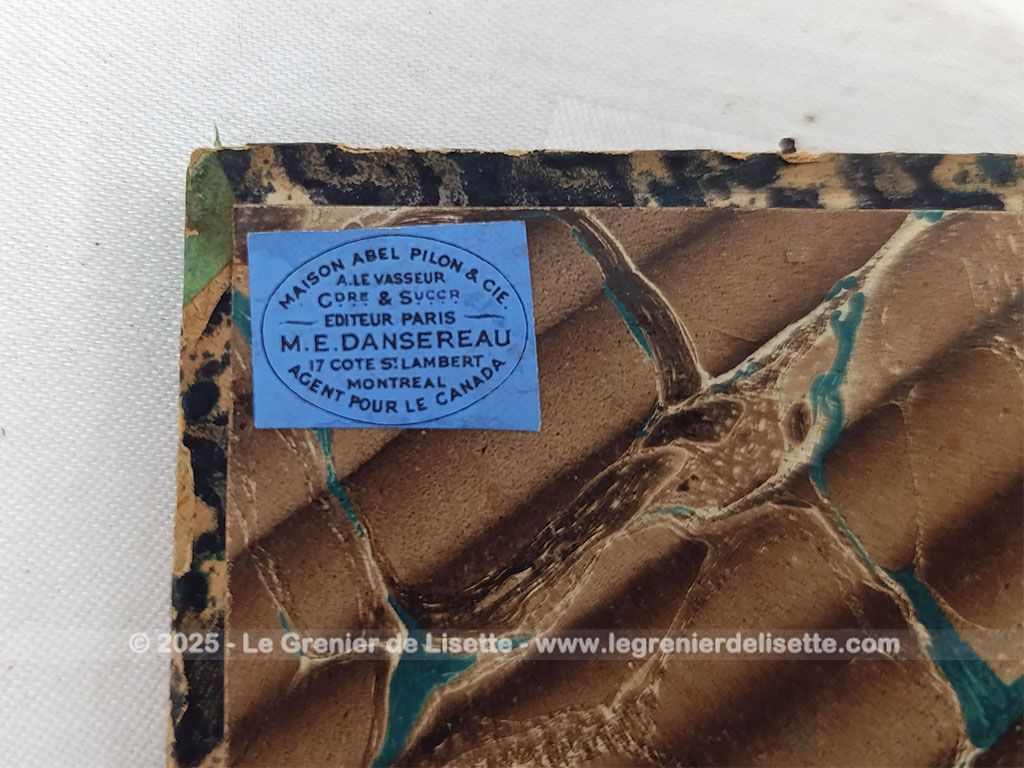 MAISON ABEL PILON & CIE.
A.LE VASSEUR
CDRE & SUCCR
EDITEUR PARIS
M.E.DANSEREAU
17 COTE ST LAMBERT
MONTREAL
AGENT POUR LE CANADA
© 2025 - Le Grenier de Lisette - www.legrenierdelisette.com